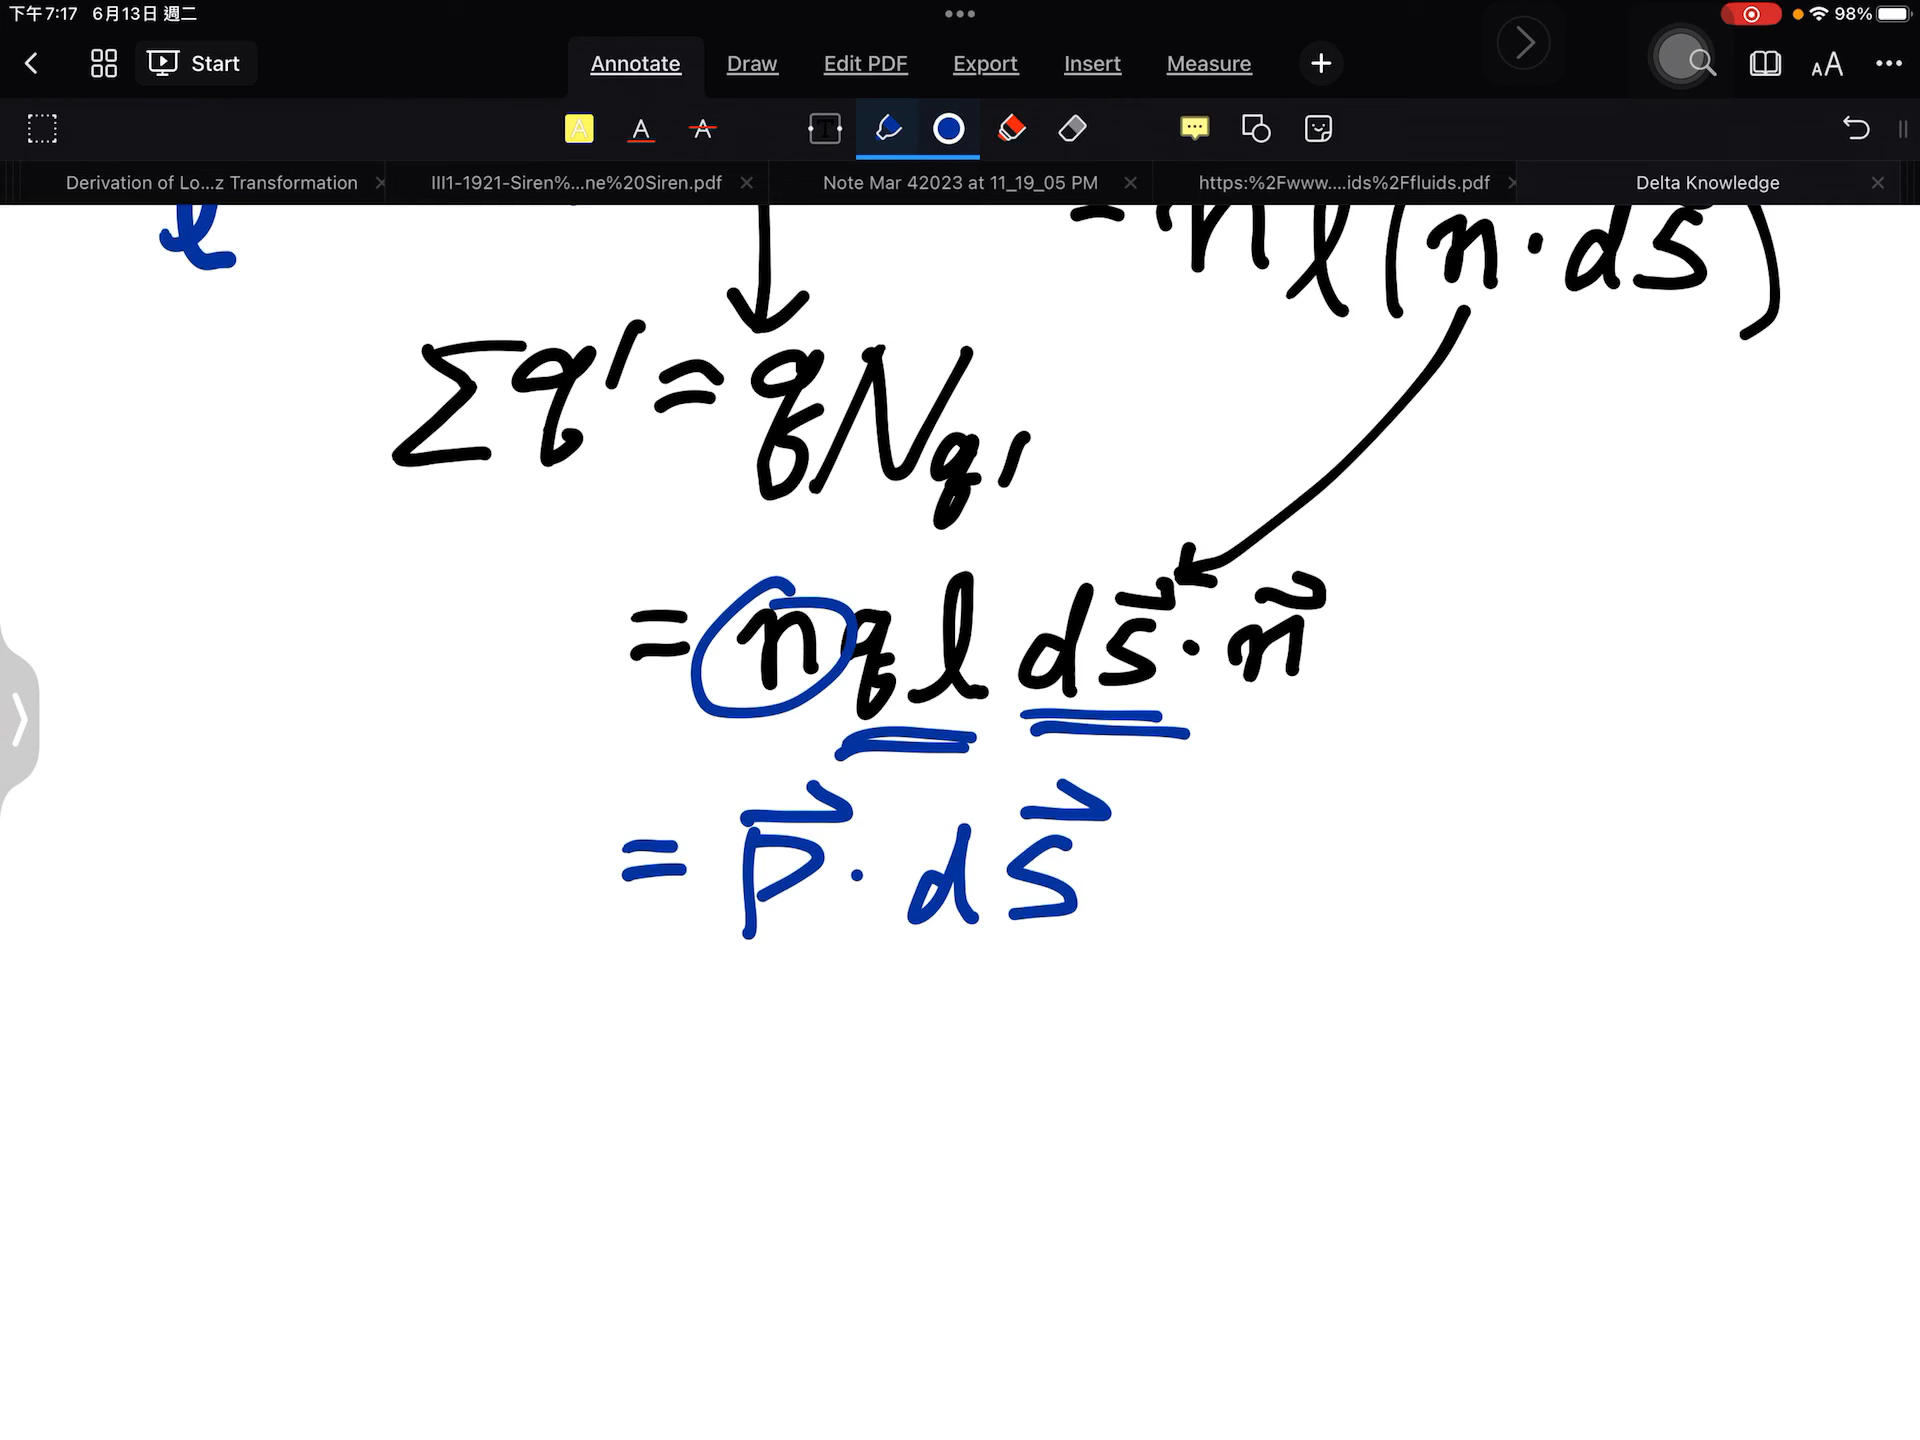 下午7:17 6月13日 週二
98%
Start
Annotate Draw Edit PDF Export Insert Measure
AA
A A A T
Derivation of Lo...z Transformation
III1-1921-Siren%...ne%20Siren.pdf
Note Mar 42023 at 11_19_05 PM
https:%2Fwww....ids%2Ffluids.pdf
Delta Knowledge
l = n l (n · ds)
Σq' = qN_q'
= n q l ds⃗ · n⃗
= P⃗ · dS⃗